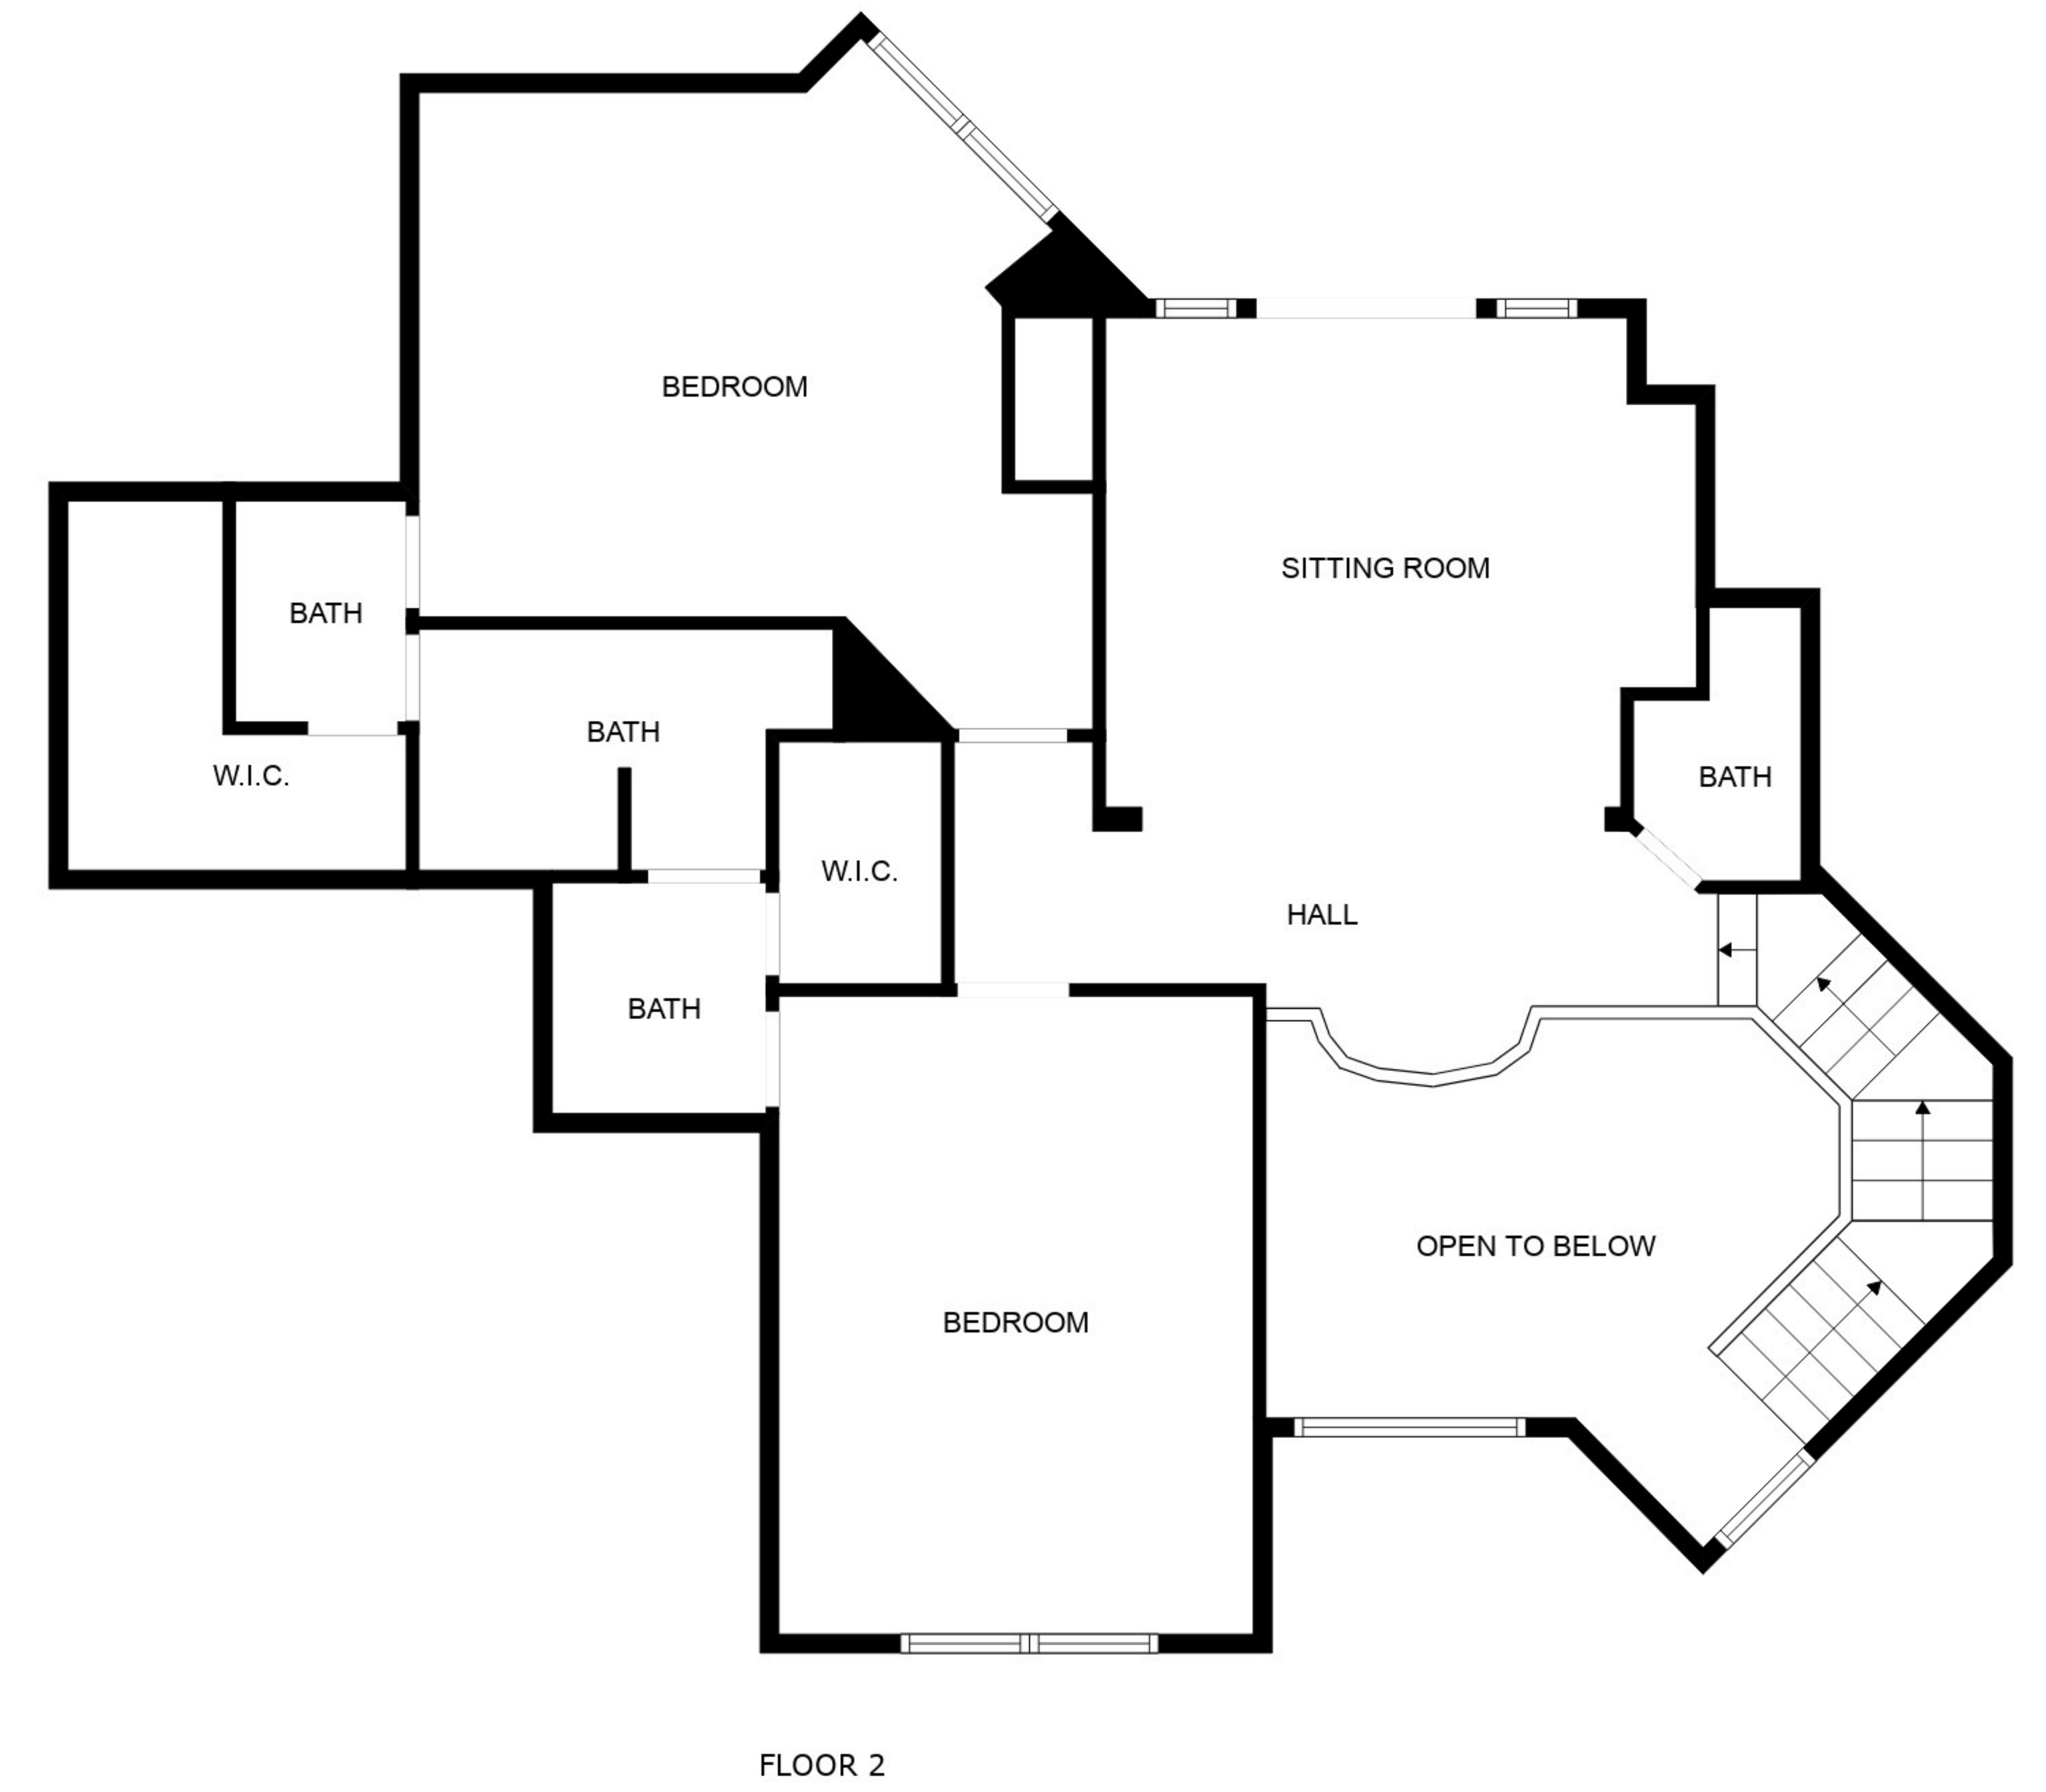 BEDROOM
SITTING ROOM
BATH
BATH
W.I.C.
BATH
W.I.C.
HALL
BATH
OPEN TO BELOW
BEDROOM
FLOOR 2